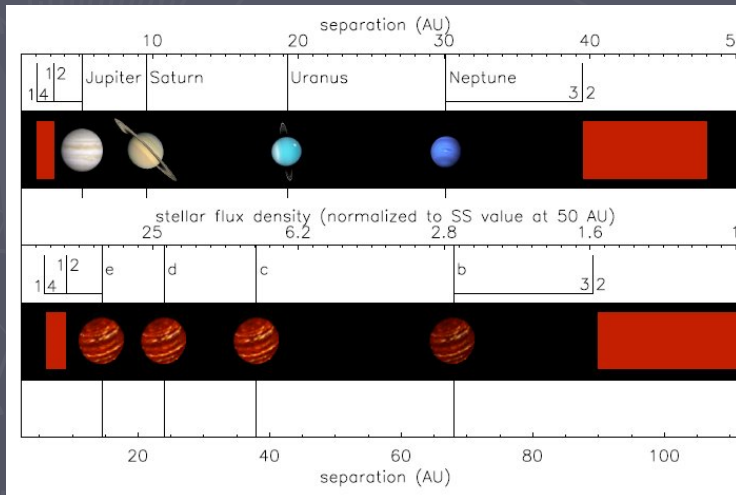 separation (AU)
10 20 30 40 50
1 2 Jupiter Saturn Uranus Neptune
1 4 3 2
stellar flux density (normalized to SS value at 50 AU)
25 6.2 2.8 1.6 1
1 2 e d c b
1 4 3 2
20 40 60 80 100
separation (AU)